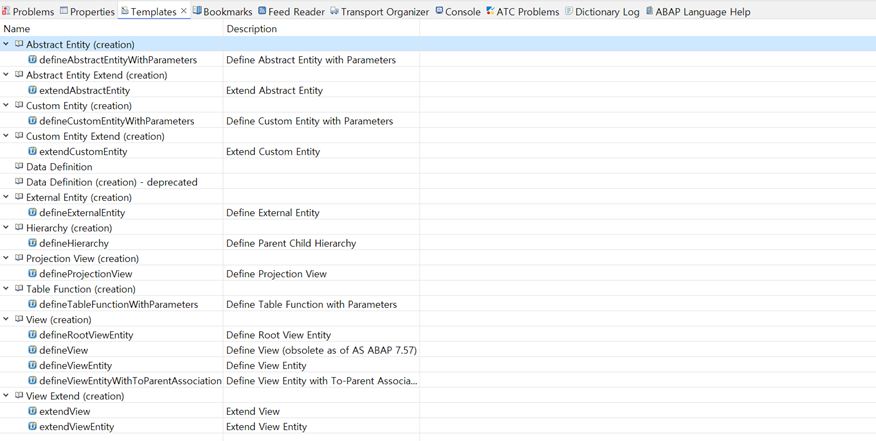 Problems Properties Templates Bookmarks Feed Reader Transport Organizer Console ATC Problems Dictionary Log ABAP Language Help
Name Description
Abstract Entity (creation)
defineAbstractEntityWithParameters Define Abstract Entity with Parameters
Abstract Entity Extend (creation)
extendAbstractEntity Extend Abstract Entity
Custom Entity (creation)
defineCustomEntityWithParameters Define Custom Entity with Parameters
Custom Entity Extend (creation)
extendCustomEntity Extend Custom Entity
Data Definition
Data Definition (creation) - deprecated
External Entity (creation)
defineExternalEntity Define External Entity
Hierarchy (creation)
defineHierarchy Define Parent Child Hierarchy
Projection View (creation)
defineProjectionView Define Projection View
Table Function (creation)
defineTableFunctionWithParameters Define Table Function with Parameters
View (creation)
defineRootViewEntity Define Root View Entity
defineView Define View (obsolete as of AS ABAP 7.57)
defineViewEntity Define View Entity
defineViewEntityWithToParentAssociation Define View Entity with To-Parent Associa...
View Extend (creation)
extendView Extend View
extendViewEntity Extend View Entity